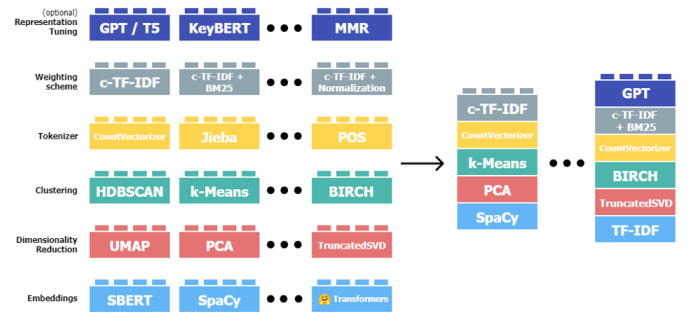 (optional)
Representation
Tuning
GPT / T5
KeyBERT
MMR
Weighting
scheme
c-TF-IDF
c-TF-IDF +
BM25
c-TF-IDF +
Normalization
Tokenizer
CountVectorizer
Jieba
POS
Clustering
HDBSCAN
k-Means
BIRCH
Dimensionality
Reduction
UMAP
PCA
TruncatedSVD
Embeddings
SBERT
SpaCy
🤗 Transformers
c-TF-IDF
CountVectorizer
k-Means
PCA
SpaCy
GPT
c-TF-IDF
+ BM25
CountVectorizer
BIRCH
TruncatedSVD
TF-IDF